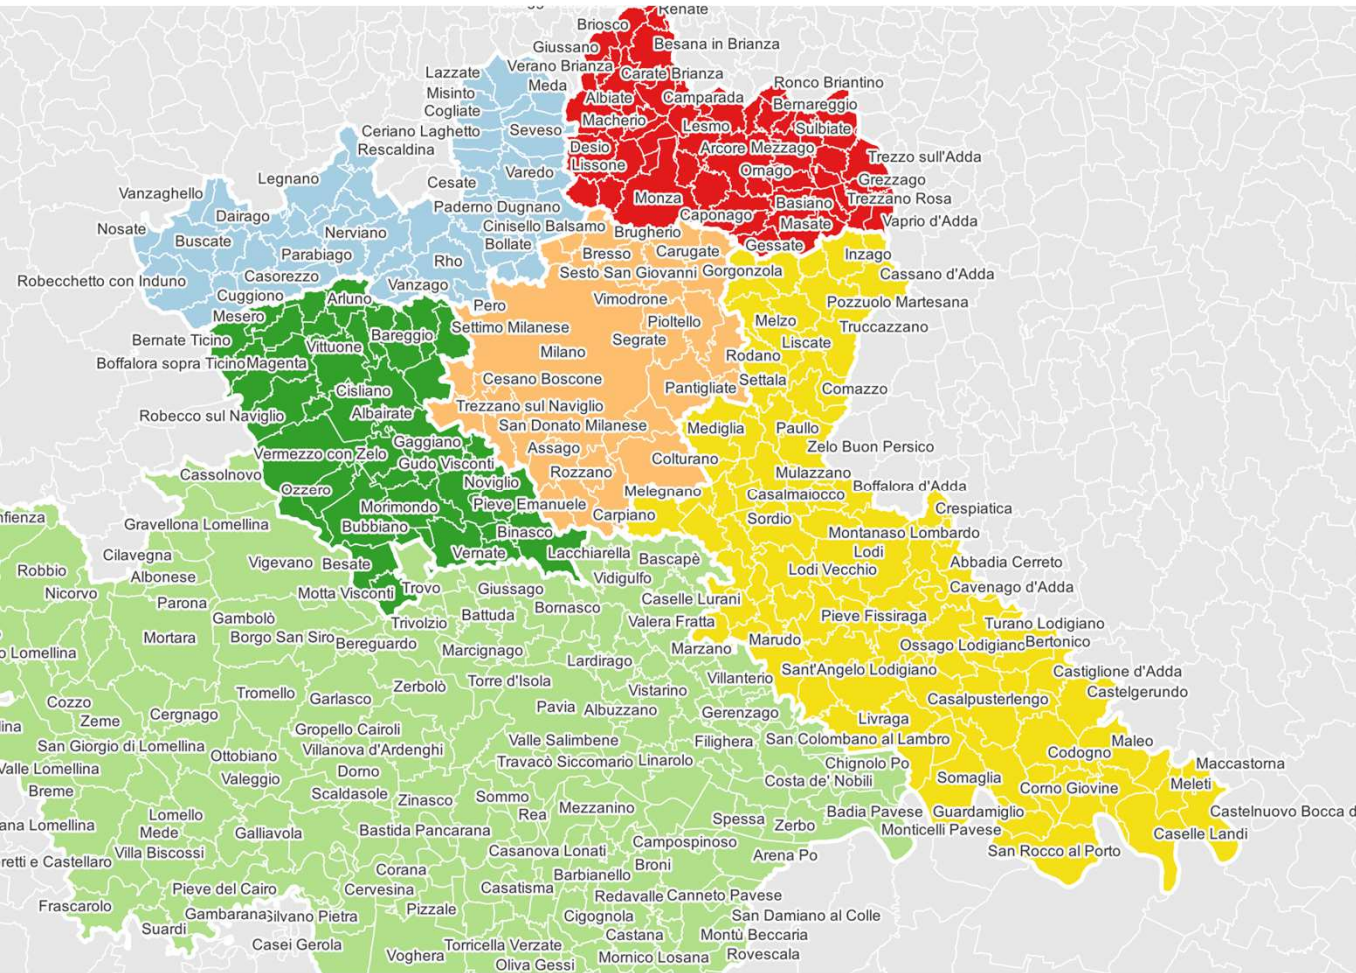 Renate
Briosco
Giussano
Besana in Brianza
Verano Brianza
Lazzate
Carate Brianza
Ronco Briantino
Meda
Misinto
Albiate
Camparada
Bernareggio
Cogliate
Macherio
Lesmo
Sulbiate
Ceriano Laghetto
Seveso
Rescaldina
Desio
Arcore
Mezzago
Trezzo sull'Adda
Lissone
Ornago
Varedo
Legnano
Cesate
Grezzago
Vanzaghello
Monza
Basiano
Trezzano Rosa
Paderno Dugnano
Dairago
Caponago
Masate
Vaprio d'Adda
Nosate
Nerviano
Cinisello Balsamo
Brugherio
Buscate
Bollate
Gessate
Parabiago
Rho
Bresso
Carugate
Inzago
Robecchetto con Induno
Casorezzo
Sesto San Giovanni
Gorgonzola
Cassano d'Adda
Vanzago
Cuggiono
Arluno
Pero
Vimodrone
Pozzuolo Martesana
Mesero
Settimo Milanese
Pioltello
Melzo
Truccazzano
Bernate Ticino
Vittuone
Bareggio
Segrate
Liscate
Milano
Rodano
Boffalora sopra Ticino
Magenta
Cesano Boscone
Settala
Cisliano
Pantigliate
Comazzo
Robecco sul Naviglio
Albairate
Trezzano sul Naviglio
San Donato Milanese
Mediglia
Paullo
Gaggiano
Assago
Zelo Buon Persico
Vermezzo con Zelo
Gudo Visconti
Colturano
Cassolnovo
Noviglio
Rozzano
Mulazzano
Ozzero
Melegnano
Casalmaiocco
Boffalora d'Adda
Morimondo
Pieve Emanuele
Carpiano
Sordio
Crespiatica
nfienza
Gravellona Lomellina
Bubbiano
Binasco
Montanaso Lombardo
Cilavegna
Vernate
Lacchiarella
Bascapè
Lodi
Robbio
Albonese
Vigevano
Besate
Lodi Vecchio
Abbadia Cerreto
Vidigulfo
Nicorvo
Motta Visconti
Trovo
Giussago
Caselle Lurani
Cavenago d'Adda
Parona
Gambolò
Battuda
Bornasco
Valera Fratta
Pieve Fissiraga
Trivolzio
Turano Lodigiano
Mortara
Borgo San Siro
Bereguardo
Marcignago
Marzano
Marudo
Ossago Lodigianc
Bertonico
o Lomellina
Lardirago
Sant'Angelo Lodigiano
Castiglione d'Adda
Tromello
Zerbolò
Torre d'Isola
Villanterio
Vistarino
Castelgerundo
Cozzo
Garlasco
Casalpusterlengo
Zeme
Cergnago
Pavia
Albuzzano
Gerenzago
Livraga
ina
Gropello Cairoli
Valle Salimbene
Filighera
San Colombano al Lambro
Maleo
San Giorgio di Lomellina
Ottobiano
Villanova d'Ardenghi
Travacò Siccomario
Linarolo
Chignolo Po
Codogno
Maccastorna
Valle Lomellina
Valeggio
Dorno
Costa de' Nobili
Somaglia
Corno Giovine
Meleti
Breme
Scaldasole
Zinasco
Sommo
Mezzanino
Badia Pavese
Guardamiglio
Castelnuovo Bocca d
Lomello
Rea
Spessa
Zerbo
ana Lomellina
Mede
Galliavola
Bastida Pancarana
Monticelli Pavese
Caselle Landi
Villa Biscossi
Casanova Lonati
Campospinoso
Arena Po
San Rocco al Porto
retti e Castellaro
Corana
Barbianello
Broni
Pieve del Cairo
Cervesina
Casatisma
Redavalle
Canneto Pavese
Frascarolo
Gambarana
Silvano Pietra
Pizzale
Cigognola
San Damiano al Colle
Suardi
Castana
Montù Beccaria
Casei Gerola
Voghera
Torricella Verzate
Mornico Losana
Rovescala
Oliva Gessi